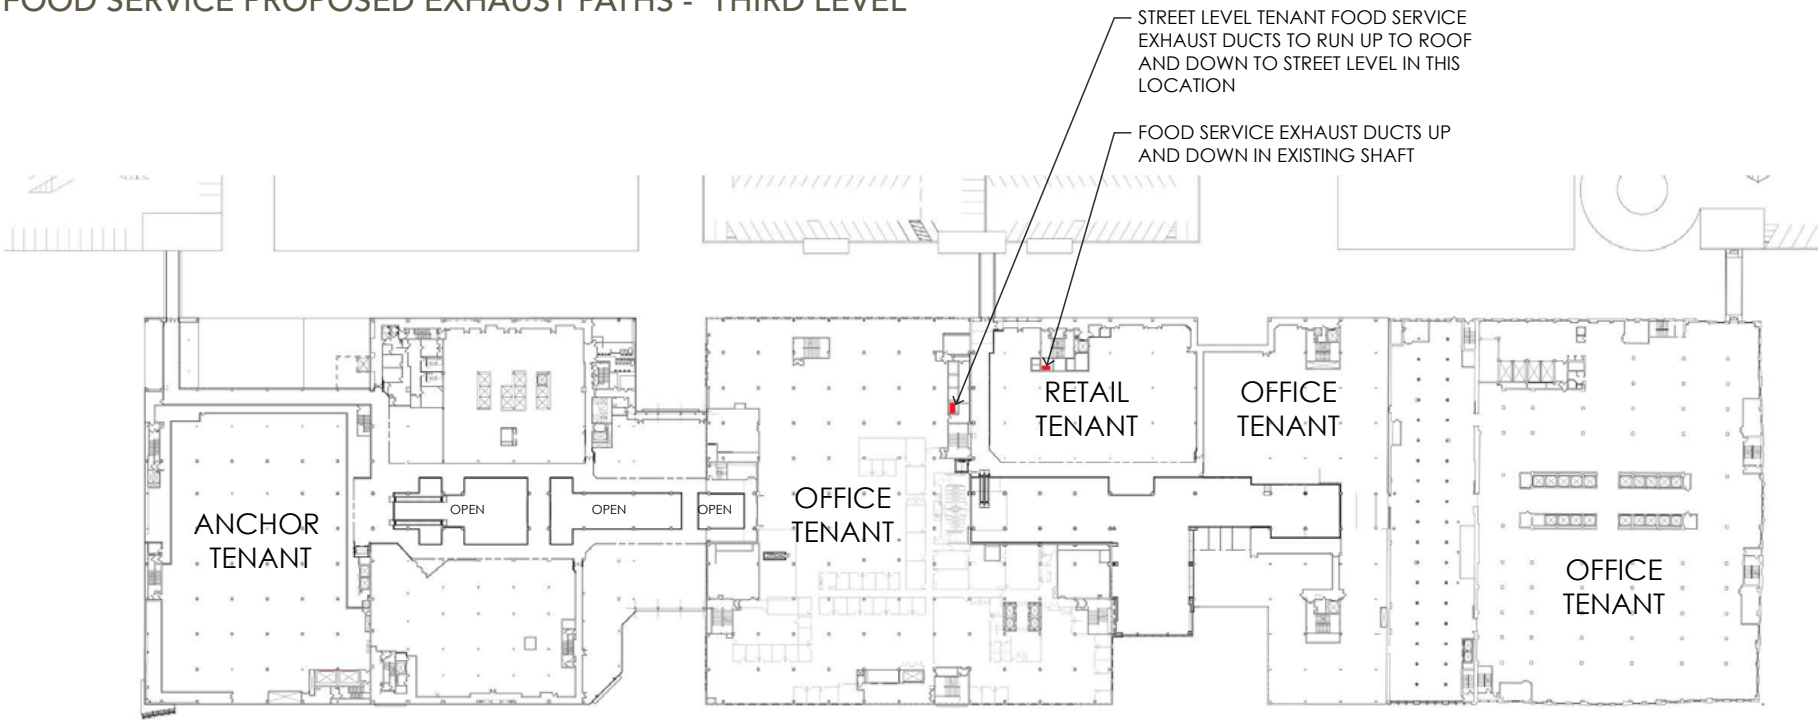 FOOD SERVICE PROPOSED EXHAUST PATHS - THIRD LEVEL
STREET LEVEL TENANT FOOD SERVICE
EXHAUST DUCTS TO RUN UP TO ROOF
AND DOWN TO STREET LEVEL IN THIS
LOCATION
FOOD SERVICE EXHAUST DUCTS UP
AND DOWN IN EXISTING SHAFT
RETAIL
TENANT
OFFICE
TENANT
ANCHOR
TENANT
OPEN
OPEN
OPEN
OFFICE
TENANT
OFFICE
TENANT